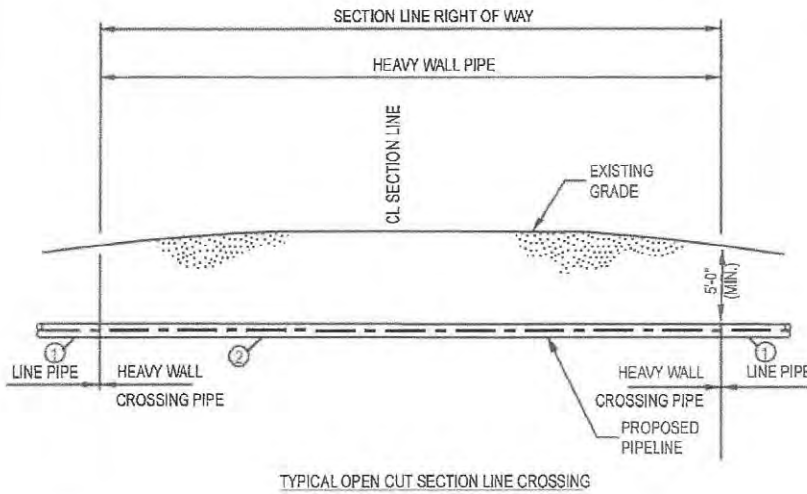 SECTION LINE RIGHT OF WAY
HEAVY WALL PIPE
CL SECTION LINE
EXISTING
GRADE
5'-0"
(MIN.)
1
2
1
LINE PIPE
HEAVY WALL
CROSSING PIPE
HEAVY WALL
CROSSING PIPE
LINE PIPE
PROPOSED
PIPELINE
TYPICAL OPEN CUT SECTION LINE CROSSING